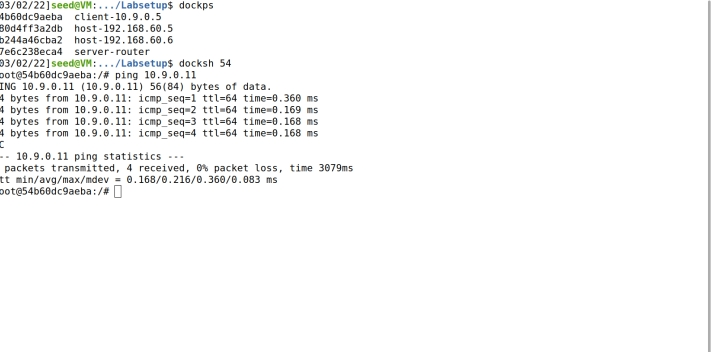 03/02/22]seed@VM:.../Labsetup$ dockps
4b60dc9aeba  client-10.9.0.5
80d4ff3a2db  host-192.168.60.5
b244a46cba2  host-192.168.60.6
7e6c238eca4  server-router
03/02/22]seed@VM:.../Labsetup$ docksh 54
oot@54b60dc9aeba:/# ping 10.9.0.11
ING 10.9.0.11 (10.9.0.11) 56(84) bytes of data.
4 bytes from 10.9.0.11: icmp_seq=1 ttl=64 time=0.360 ms
4 bytes from 10.9.0.11: icmp_seq=2 ttl=64 time=0.169 ms
4 bytes from 10.9.0.11: icmp_seq=3 ttl=64 time=0.168 ms
4 bytes from 10.9.0.11: icmp_seq=4 ttl=64 time=0.168 ms
C
-- 10.9.0.11 ping statistics ---
packets transmitted, 4 received, 0% packet loss, time 3079ms
tt min/avg/max/mdev = 0.168/0.216/0.360/0.083 ms
oot@54b60dc9aeba:/#